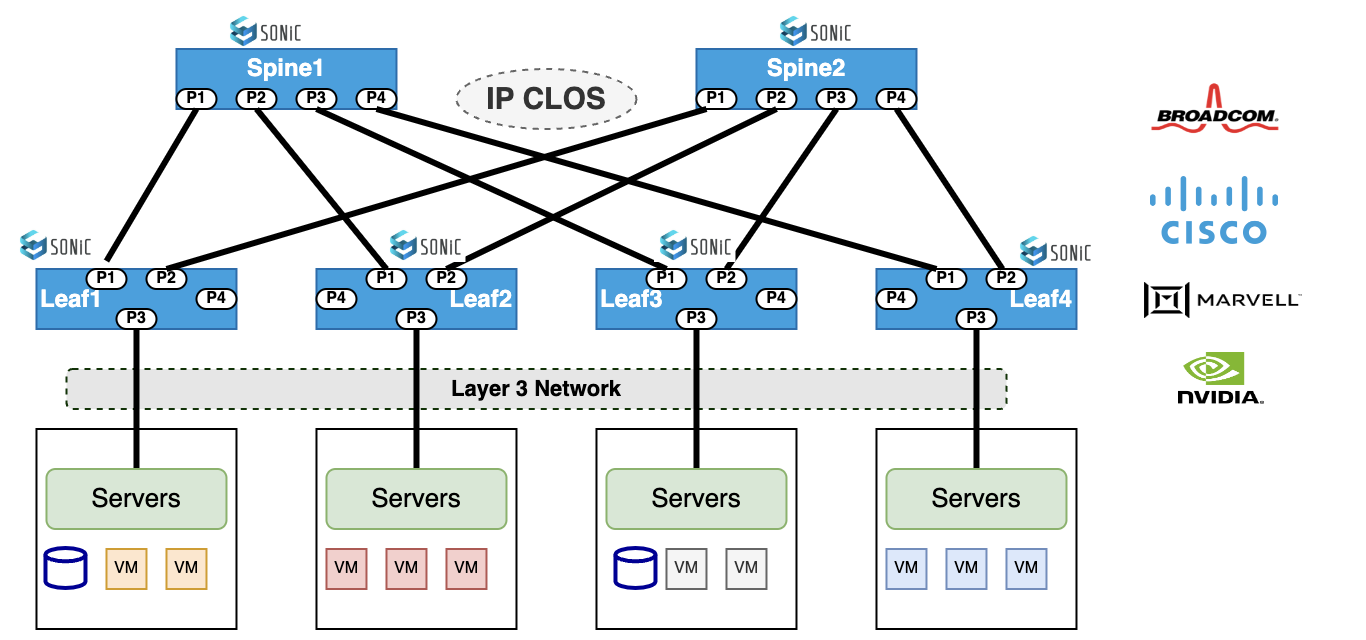 SONiC
SONiC
Spine1
Spine2
P1
P2
P3
P4
IP CLOS
P1
P2
P3
P4
BROADCOM.
CISCO
MARVELL™
NVIDIA.
SONiC
SONiC
SONiC
SONiC
P1
P2
Leaf1
P4
P3
P1
P2
P4
Leaf2
P3
P1
P2
Leaf3
P4
P3
P1
P2
P4
Leaf4
P3
Layer 3 Network
Servers
Servers
Servers
Servers
VM
VM
VM
VM
VM
VM
VM
VM
VM
VM